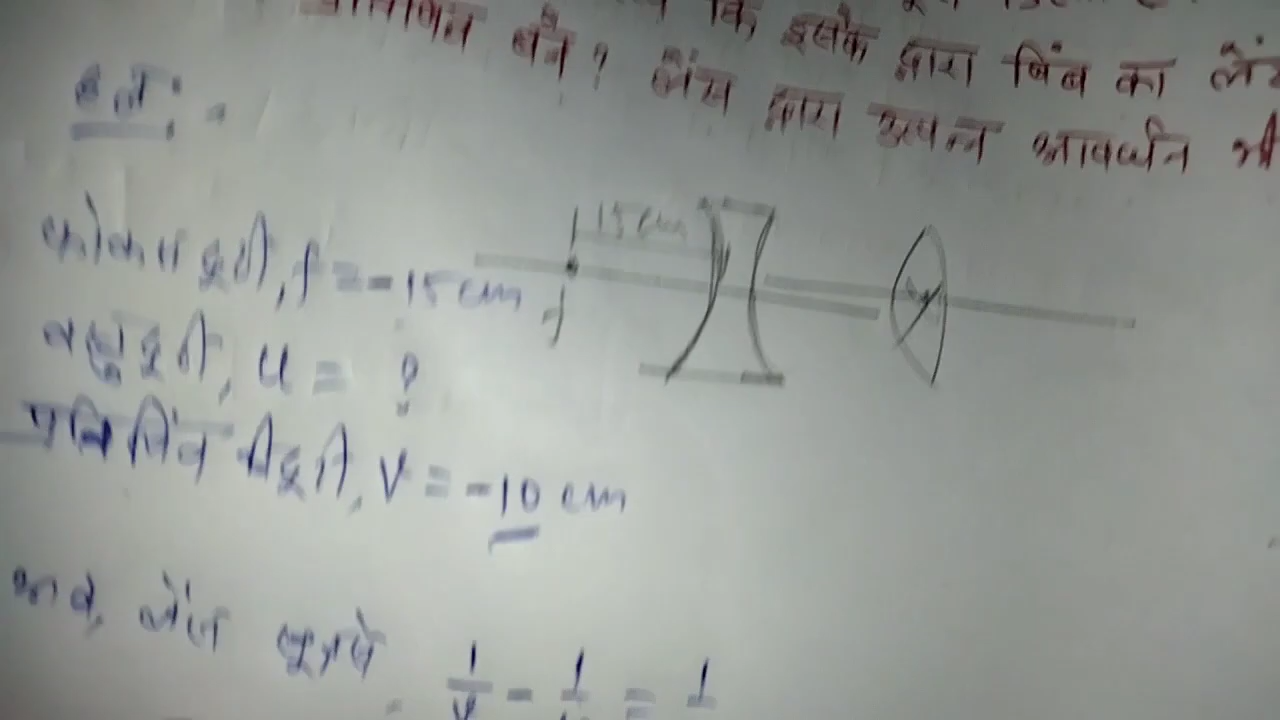 कि इसके द्वारा बिंब का लें
बने? लेंस द्वारा उत्पन्न आवर्धन भी
हल:-
15 cm
फोकस दूरी, f = -15 cm
f
वस्तु दूरी, u = ?
प्रतिबिंब की दूरी, v = -10 cm
अब, लेंस सूत्र से
1/v - 1/u = 1